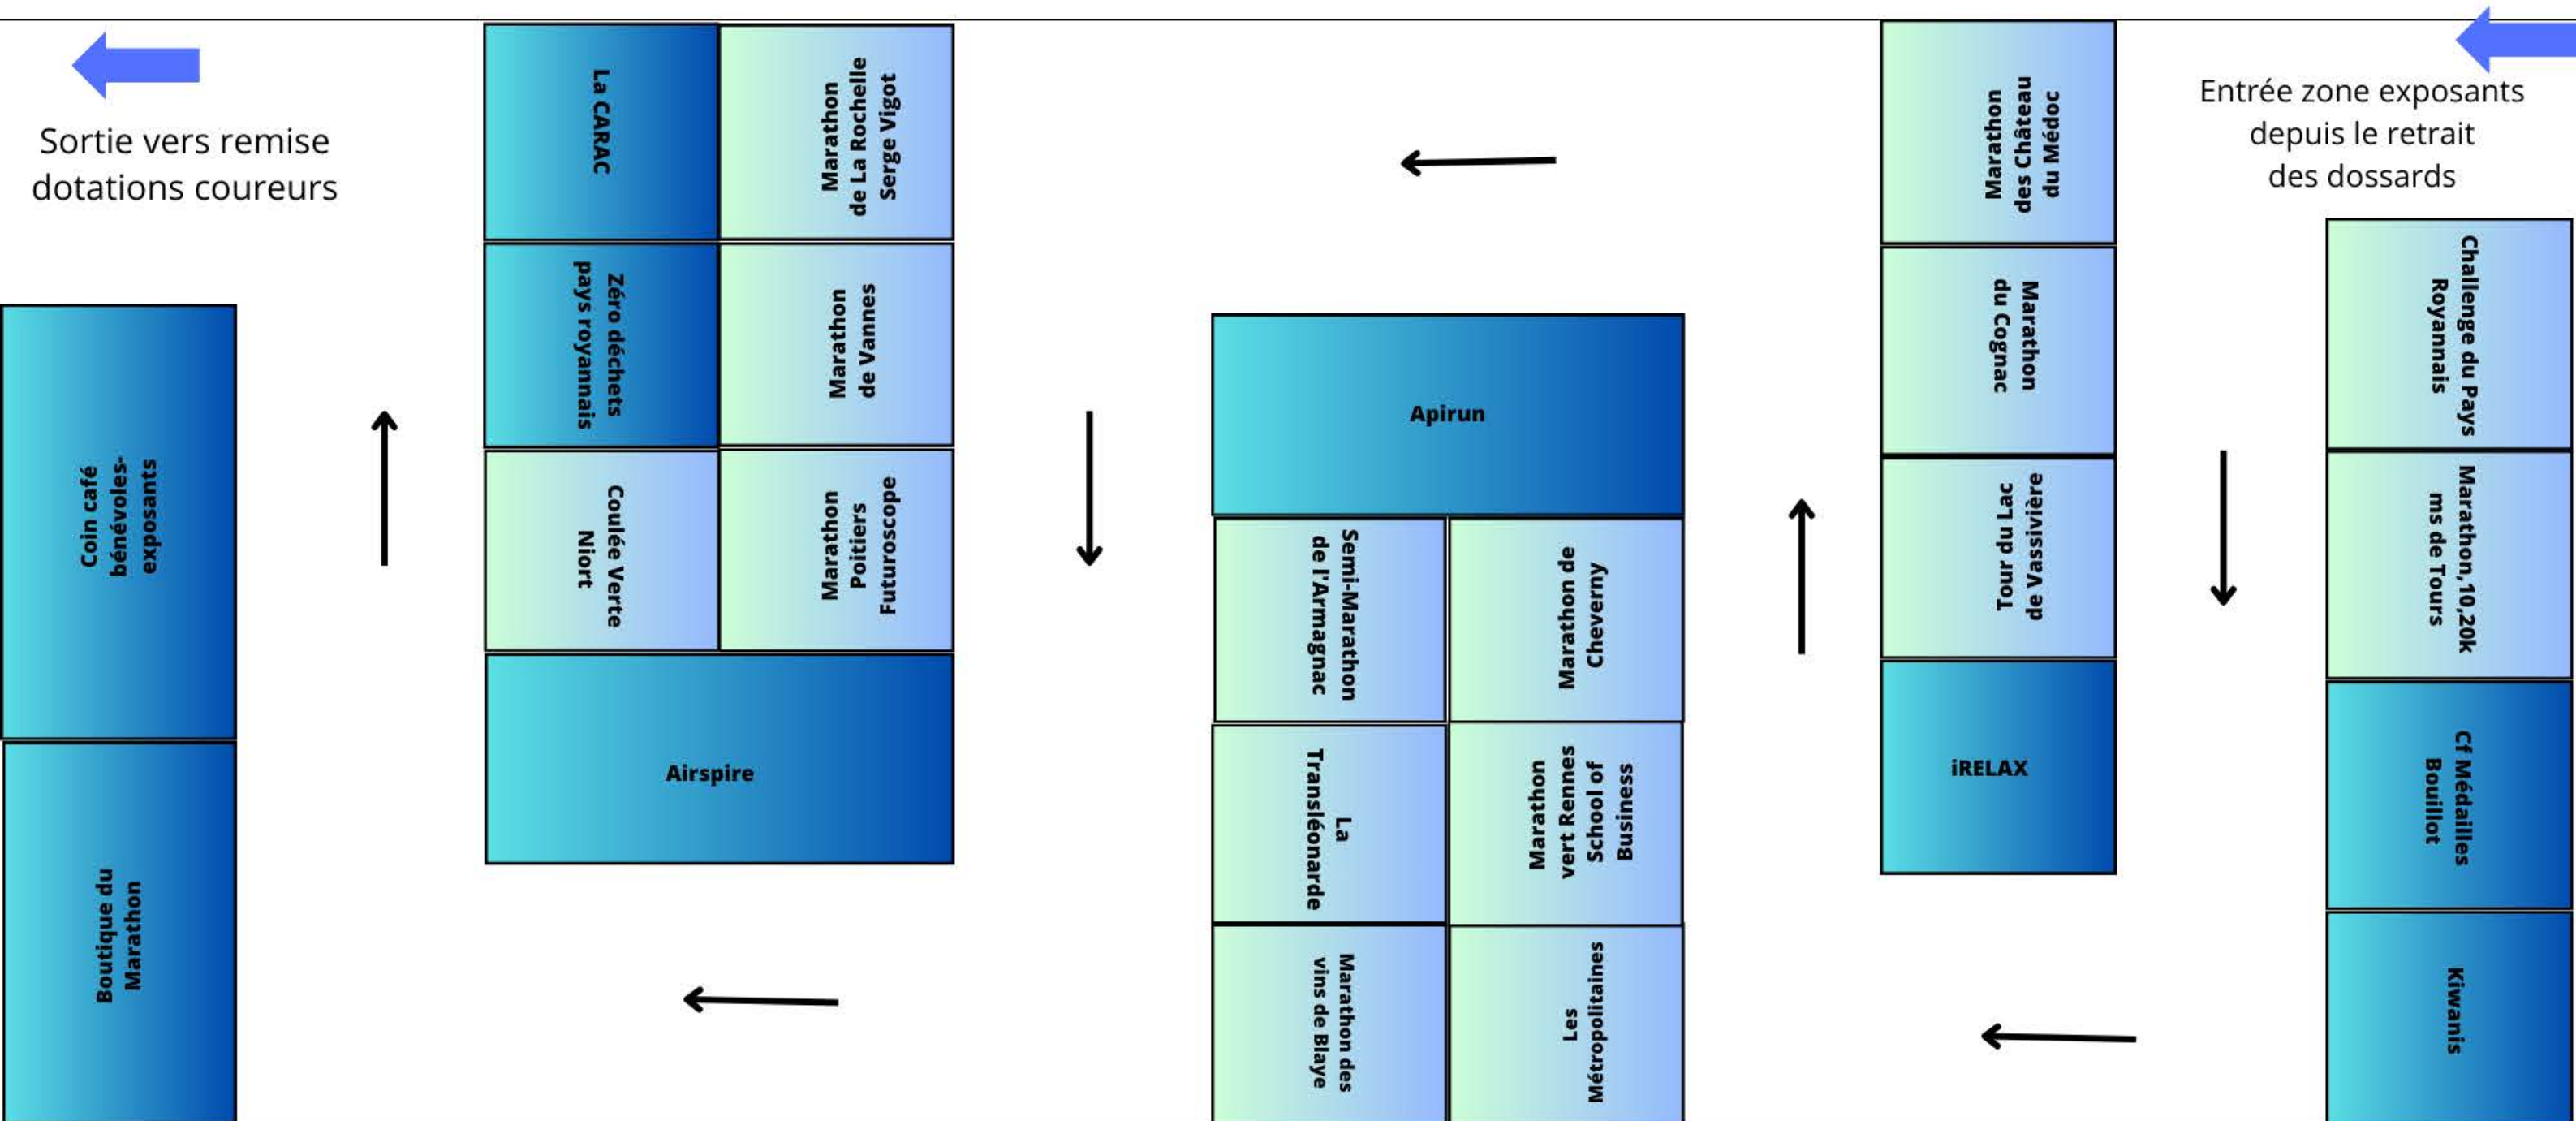 Sortie vers remise
dotations coureurs
Coin café
bénévoles-
exposants
Boutique du
Marathon
La CARAC
Marathon
de La Rochelle
Serge Vigot
Zéro déchets
pays royannais
Marathon
de Vannes
Coulée Verte
Niort
Marathon
Poitiers
Futuroscope
Airspire
Apirun
Semi-Marathon
de l'Armagnac
Marathon de
Cheverny
La
Transléonarde
Marathon
vert Rennes
School of
Business
Marathon des
vins de Blaye
Les
Métropolitaines
Marathon
des Château
du Médoc
Marathon
du Cognac
Tour du Lac
de Vassivière
iRELAX
Entrée zone exposants
depuis le retrait
des dossards
Challenge du Pays
Royannais
Marathon,10,20k
ms de Tours
Cf Médailles
Bouillot
Kiwanis